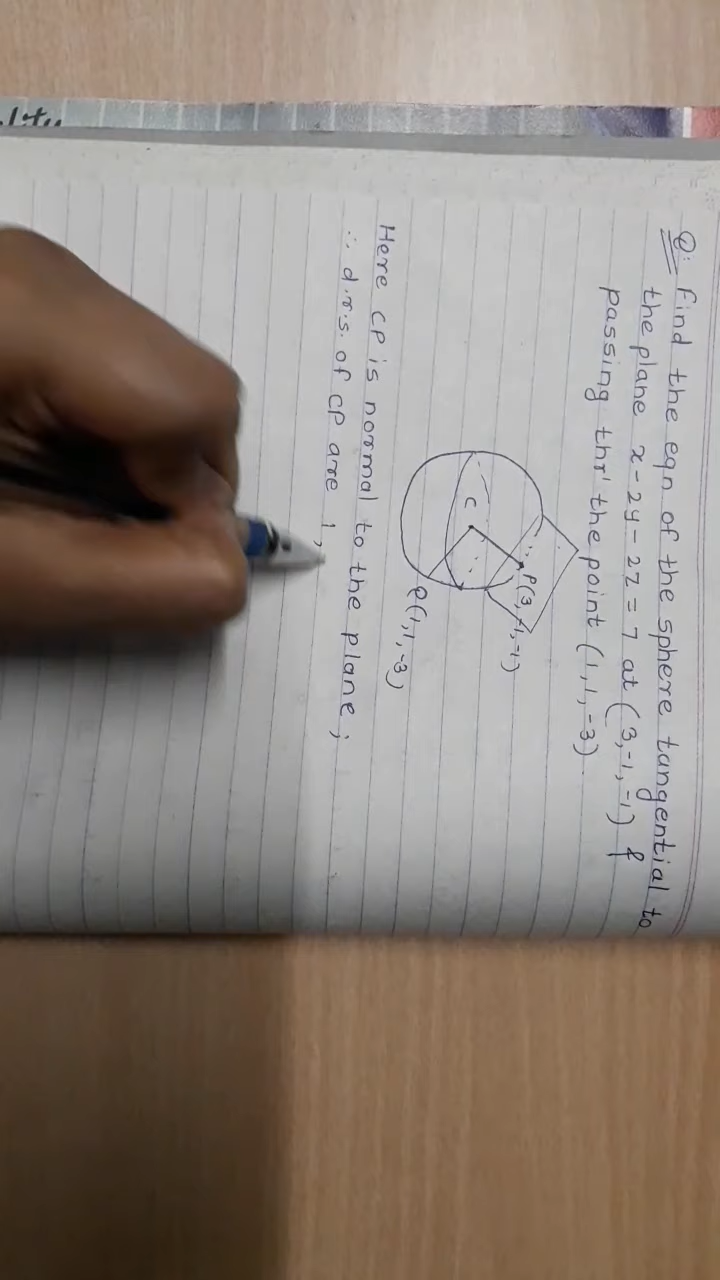 Q: Find the eqn of the sphere tangential to
the plane x - 2y - 2z = 7 at (3, -1, -1) &
passing thr' the point (1, 1, -3)
C
P(3, -1, -1)
Q(1, 1, -3)
Here CP is normal to the plane;
∴ d.r.s. of CP are 1,